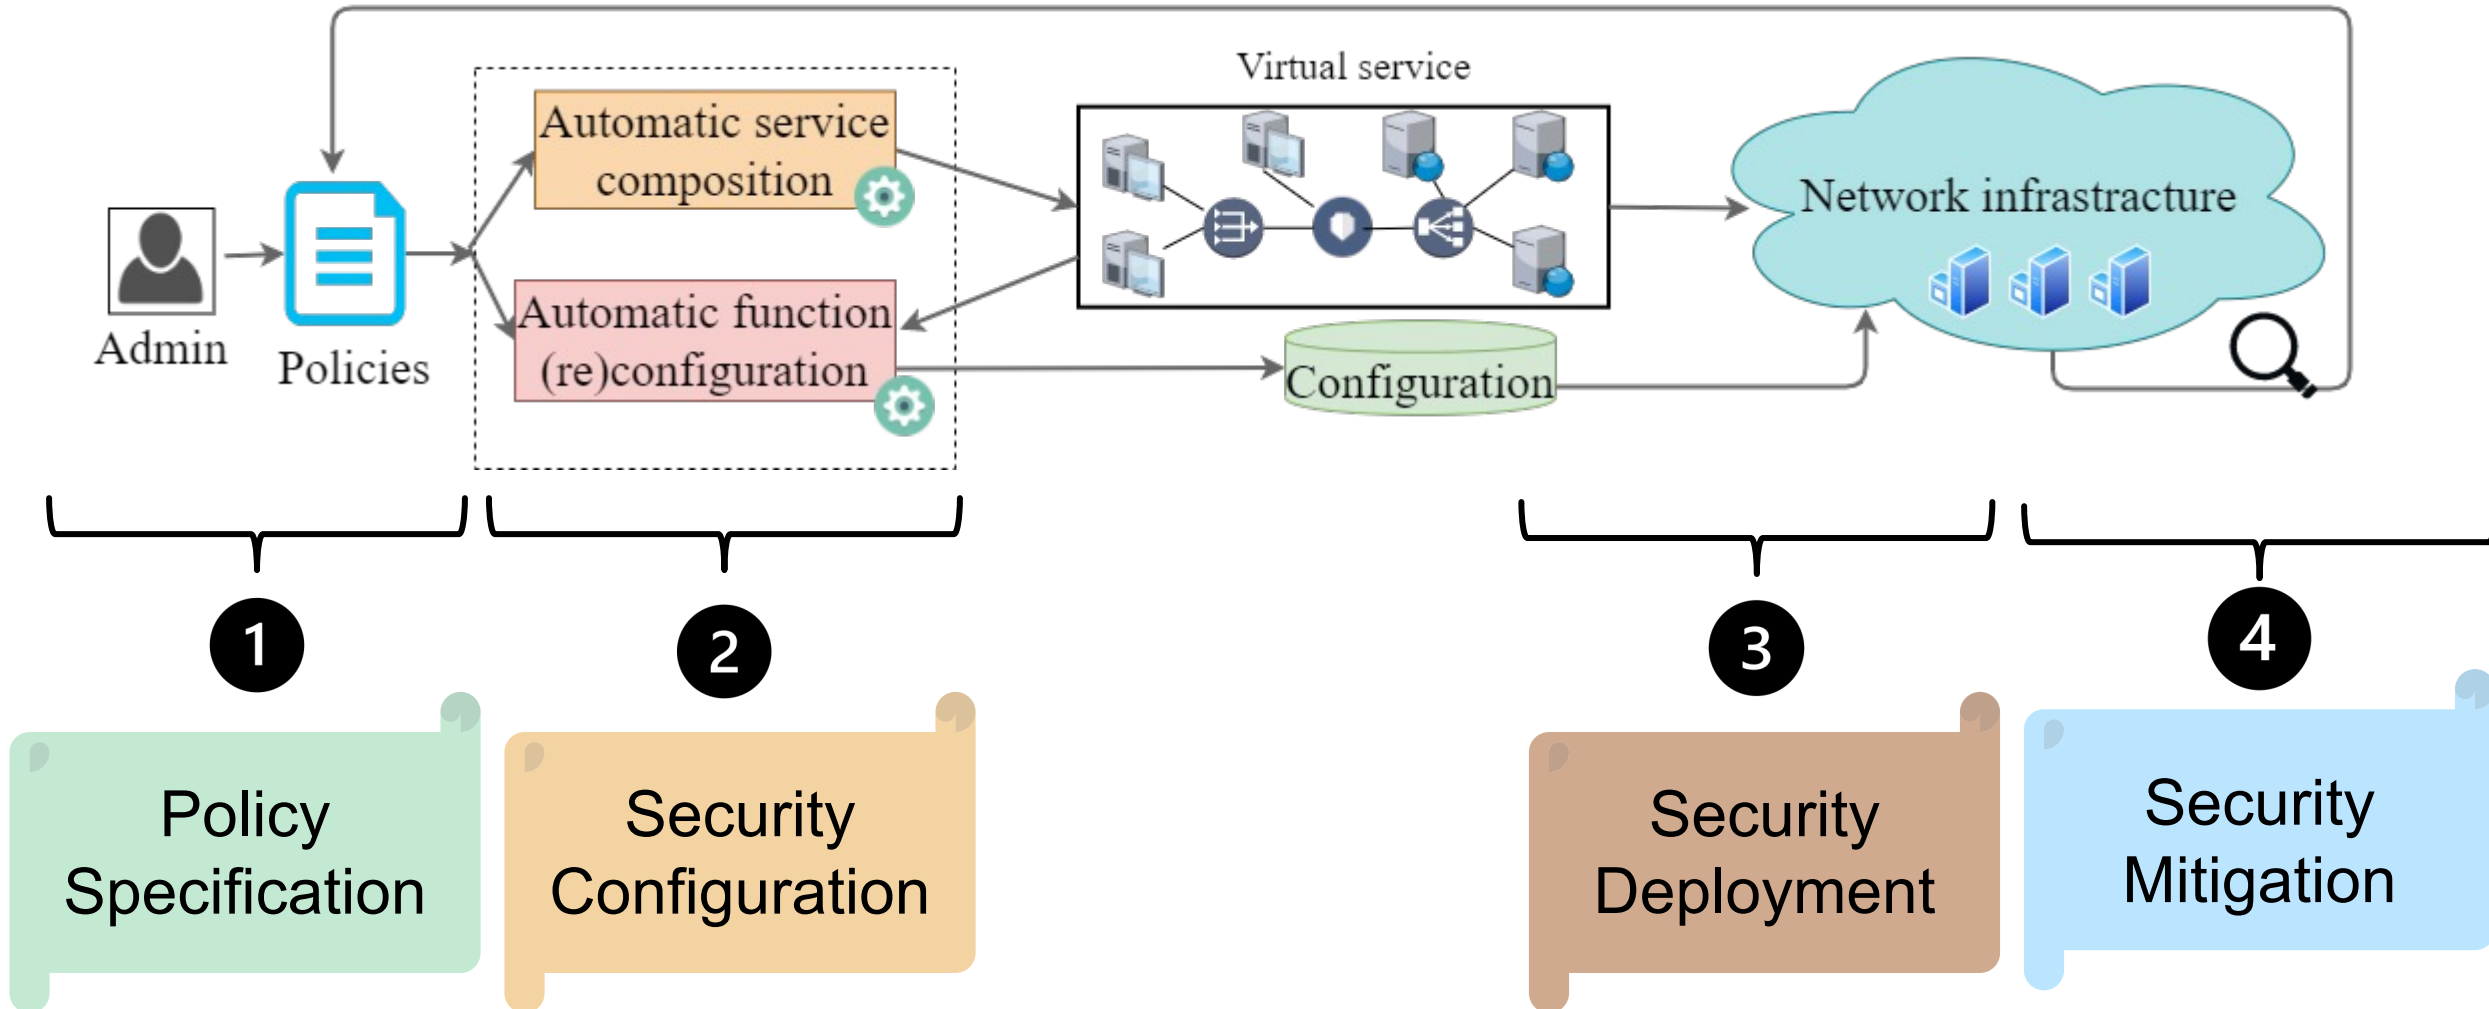 Virtual service
Automatic service
composition
Network infrastracture
Admin
Policies
Automatic function
(re)configuration
Configuration
1
2
3
4
Policy
Specification
Security
Configuration
Security
Deployment
Security
Mitigation